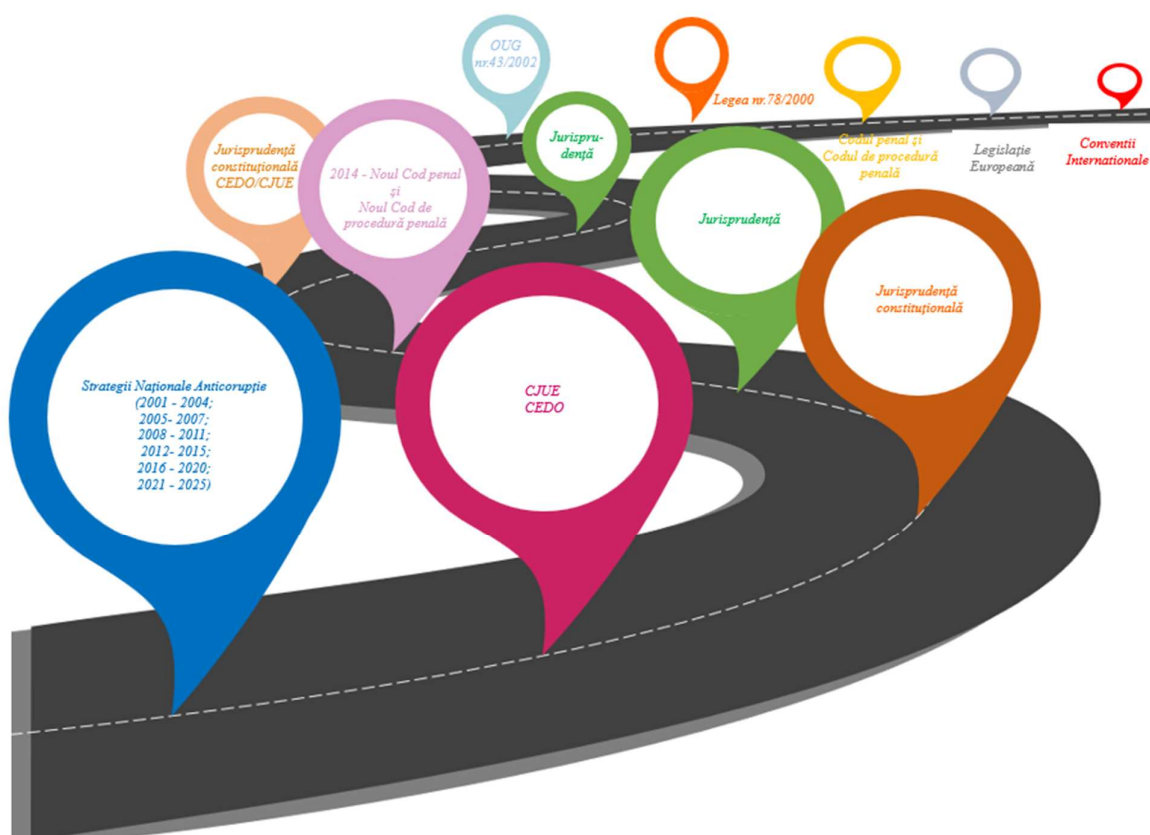 OUG
nr.43/2002
Legea nr.78/2000
Codul penal și
Codul de procedură
penală
Legislație
Europeană
Conventii
Internationale
Jurispru-
dență
Jurisprudență
constituțională
CEDO/CJUE
2014 - Noul Cod penal
și
Noul Cod de
procedură penală
Jurisprudență
Jurisprudență
constituțională
Strategii Naționale Anticorupție
(2001 - 2004;
2005- 2007;
2008 - 2011;
2012- 2015;
2016 - 2020;
2021 - 2025)
CJUE
CEDO